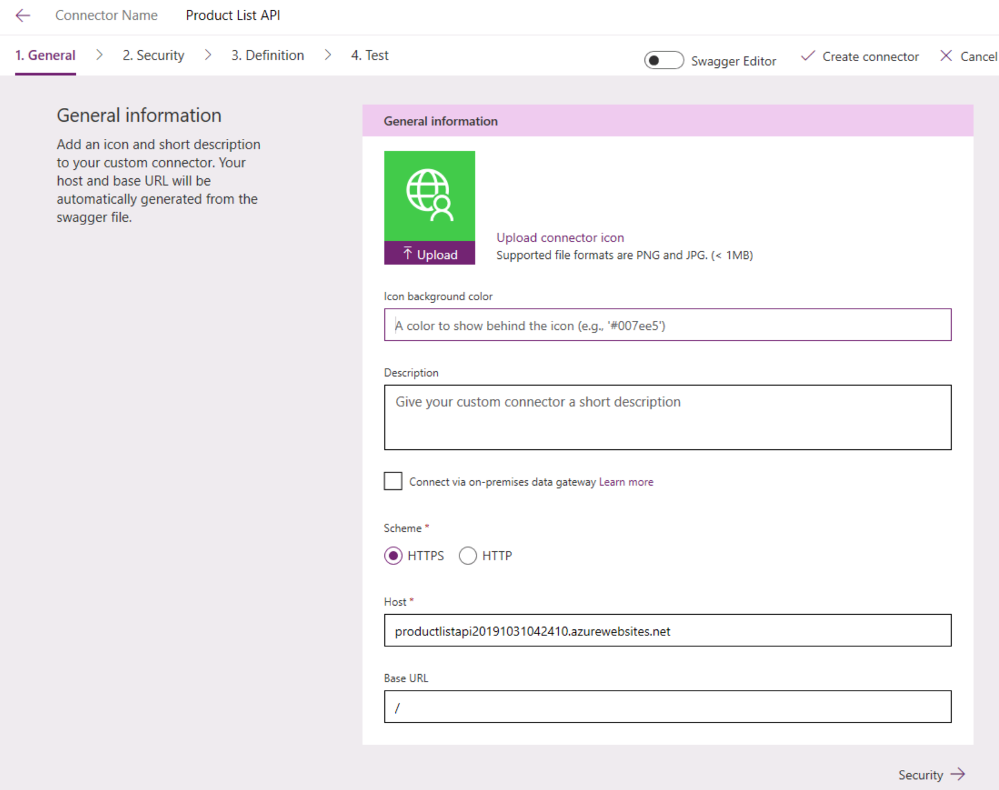 Connector Name Product List API
1. General 2. Security 3. Definition 4. Test Swagger Editor Create connector Cancel
General information
Add an icon and short description
to your custom connector. Your
host and base URL will be
automatically generated from the
swagger file.
General information
Upload
Upload connector icon
Supported file formats are PNG and JPG. (< 1MB)
Icon background color
A color to show behind the icon (e.g., '#007ee5')
Description
Give your custom connector a short description
Connect via on-premises data gateway Learn more
Scheme *
HTTPS HTTP
Host *
productlistapi20191031042410.azurewebsites.net
Base URL
/
Security